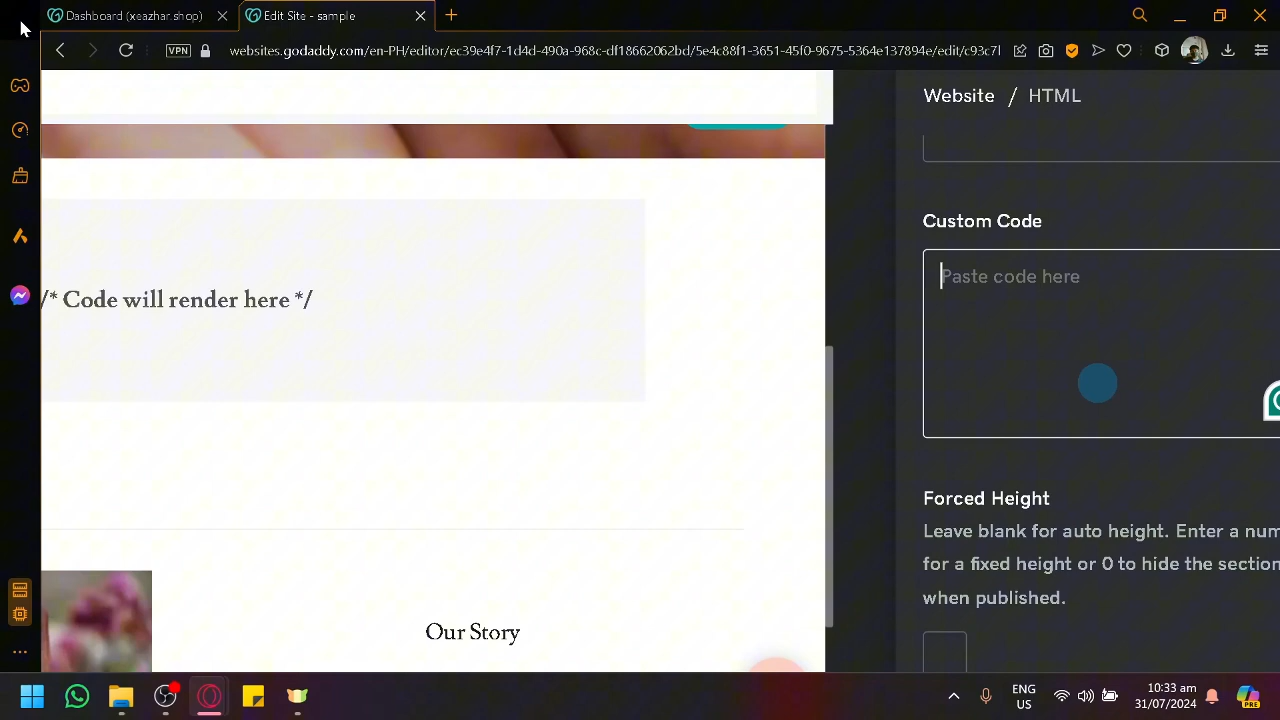 Dashboard (xeazhar.shop)
Edit Site - sample
VPN
websites.godaddy.com/en-PH/editor/ec39e4f7-1d4d-490a-968c-df18662062bd/5e4c88f1-3651-45f0-9675-5364e137894e/edit/c93c7l
Website / HTML
Custom Code
Paste code here
/* Code will render here */
Forced Height
Leave blank for auto height. Enter a num
for a fixed height or 0 to hide the section
when published.
Our Story
ENG
US
10:33 am
31/07/2024
PRE